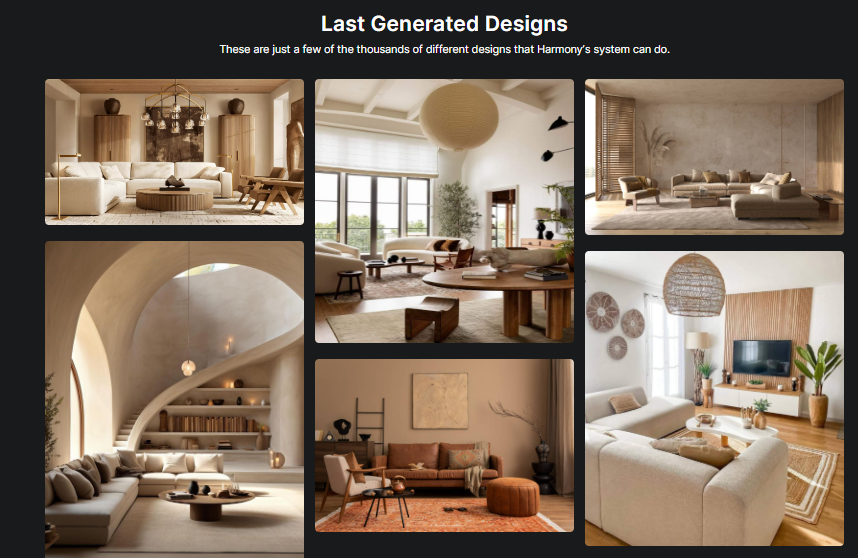 Last Generated Designs
These are just a few of the thousands of different designs that Harmony's system can do.